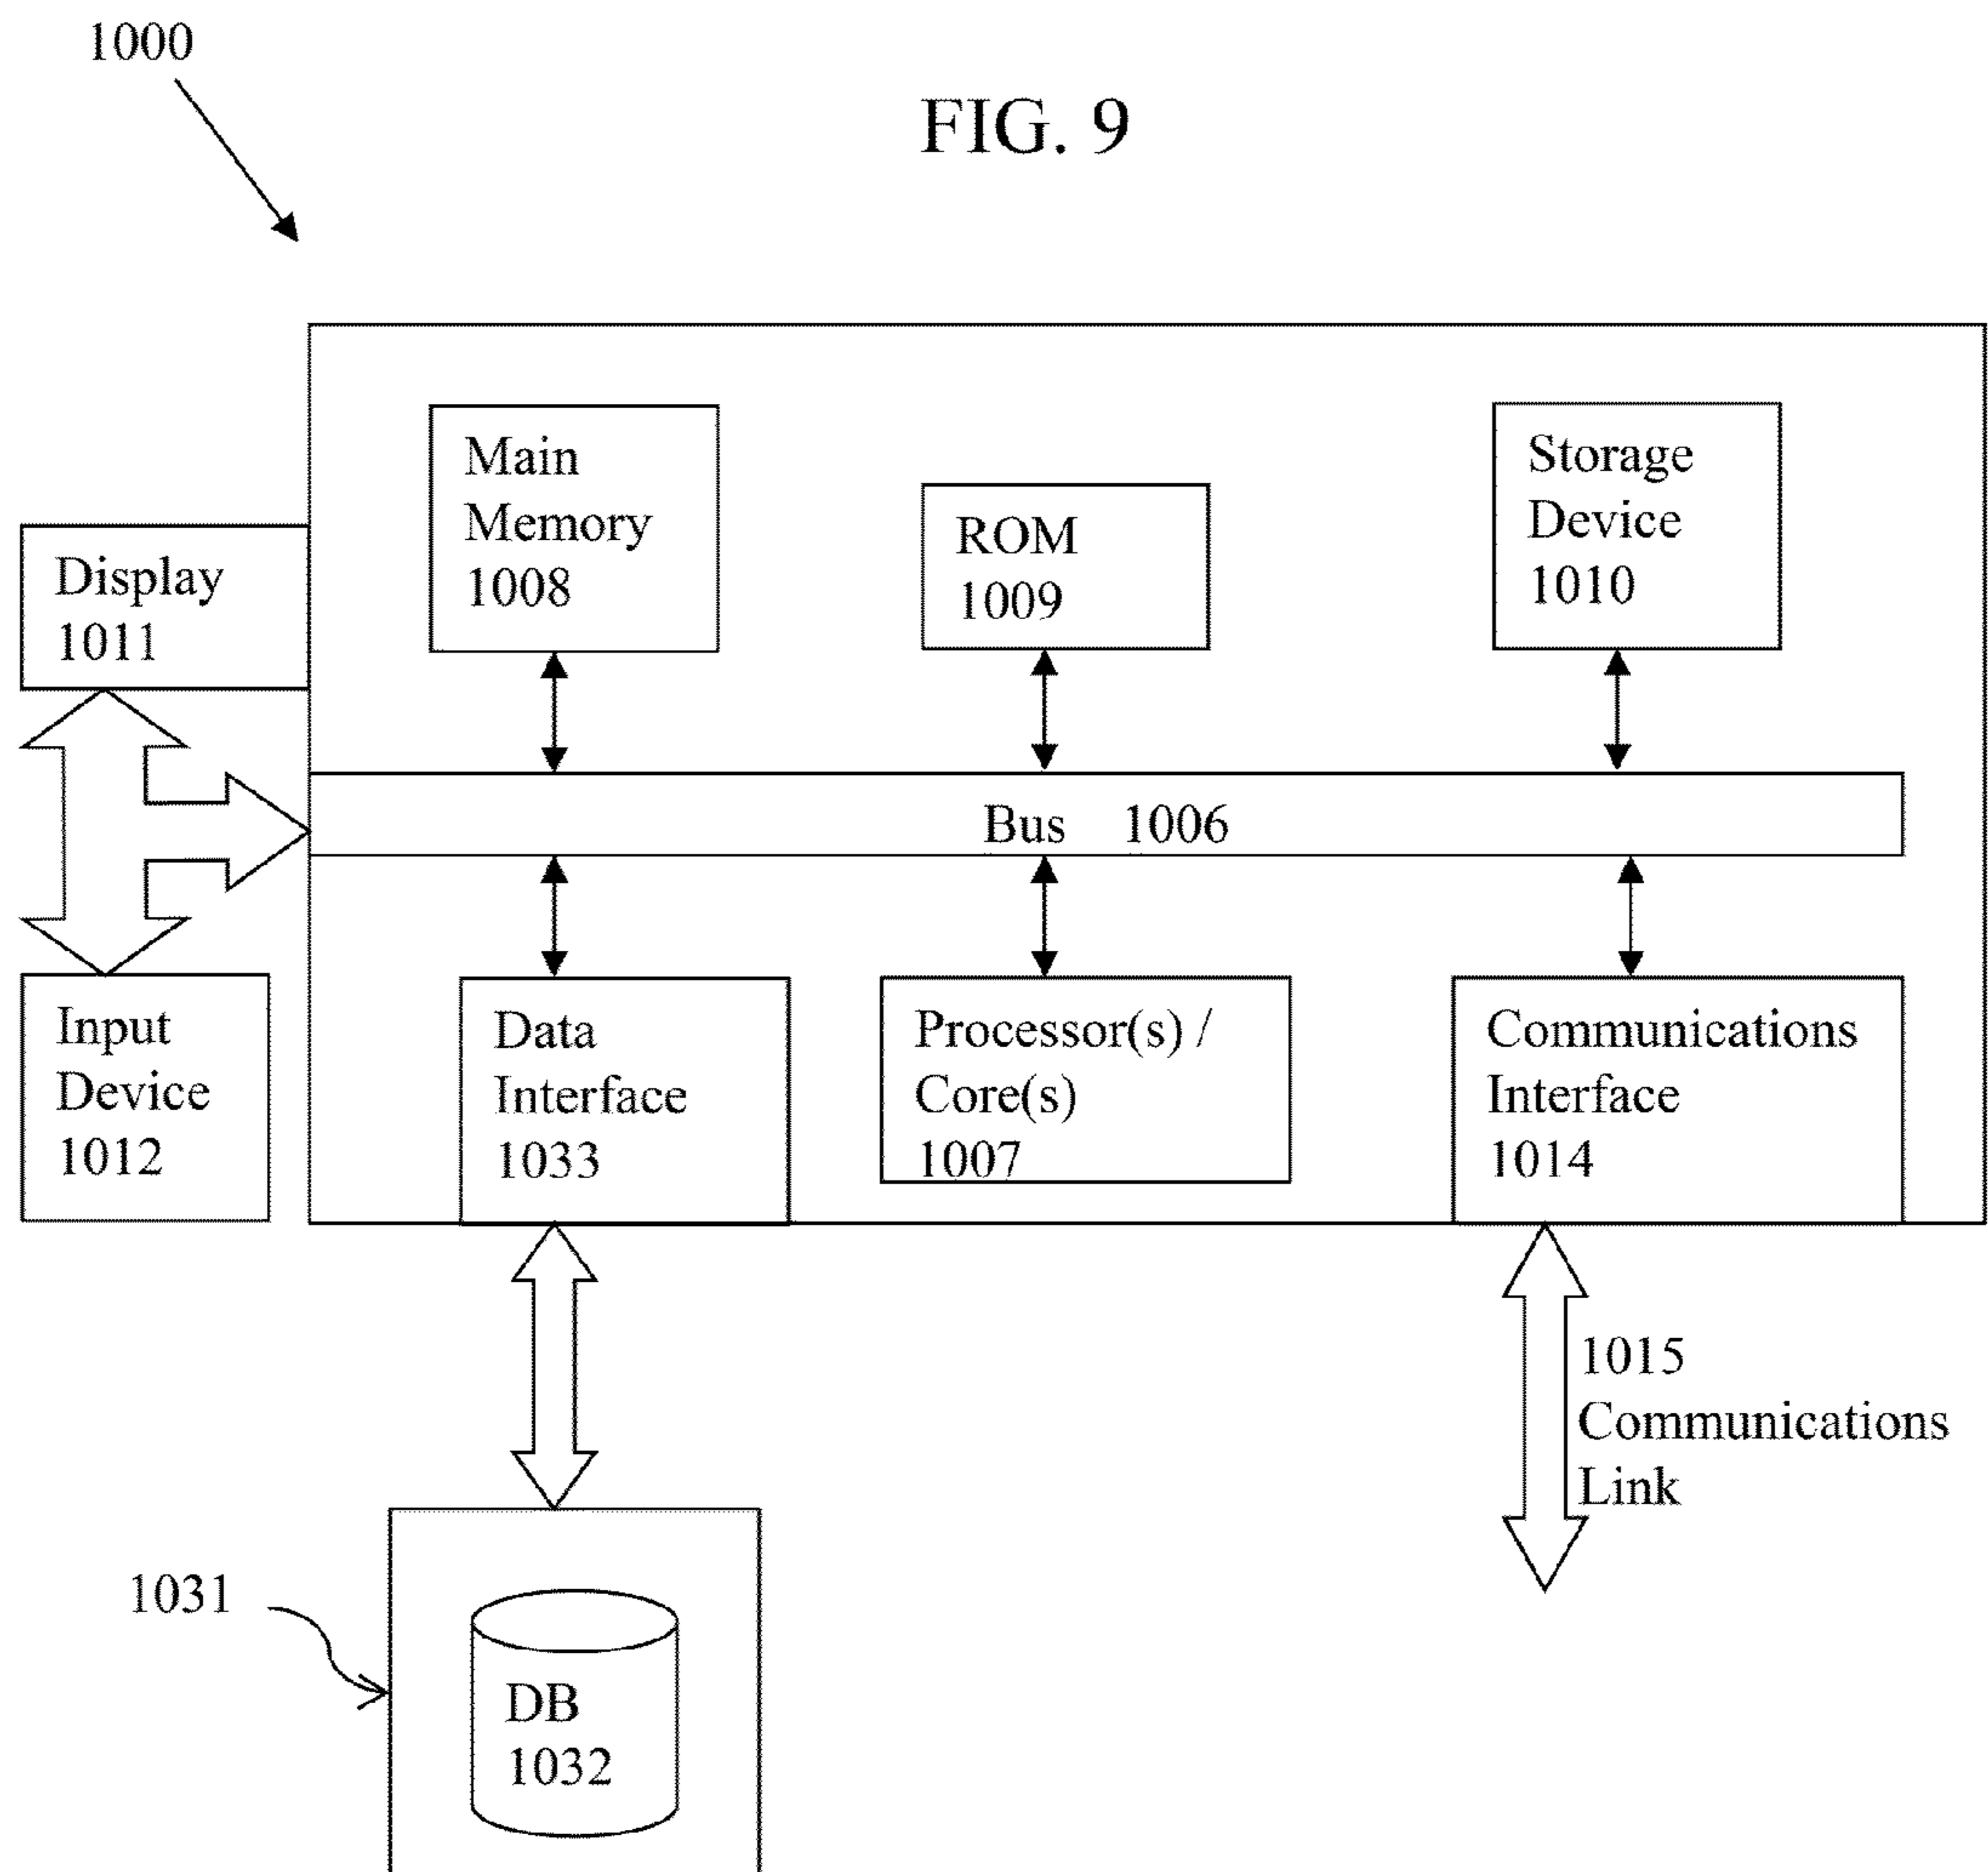 1000
FIG. 9
Main
Memory
1008
ROM
1009
Storage
Device
1010
Display
1011
Bus 1006
Input
Device
1012
Data
Interface
1033
Processor(s) /
Core(s)
1007
Communications
Interface
1014
1015
Communications
Link
1031
DB
1032